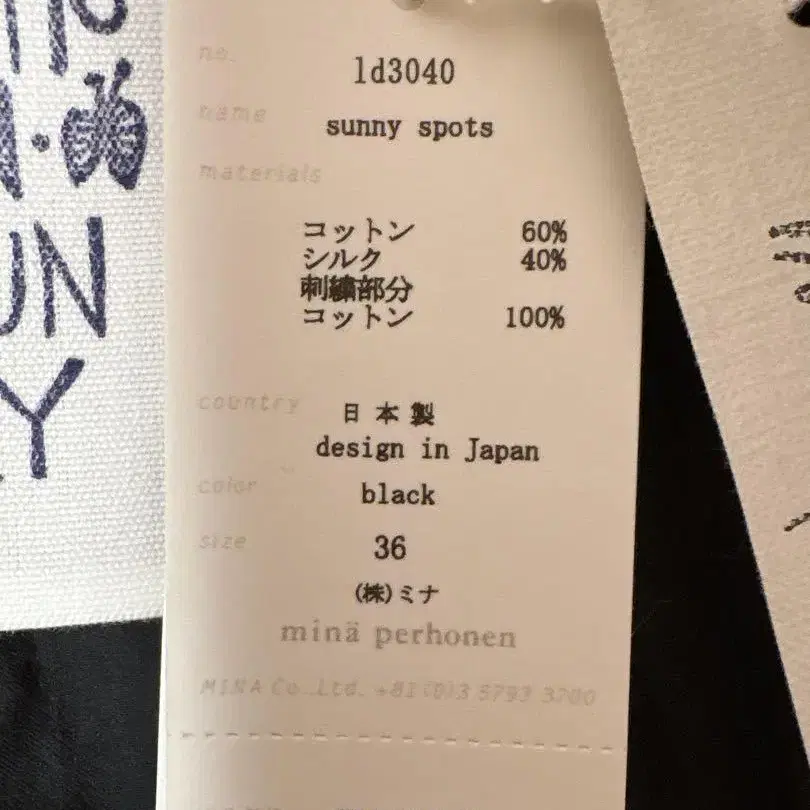 UN
Y
no.
1d3040
name
sunny spots
materials
コットン 60%
シルク 40%
刺繍部分
コットン 100%
country
日本製
design in Japan
color
black
size
36
(株)ミナ
minä perhonen
MINA Co.,Ltd. +81(0)3 5793 3700